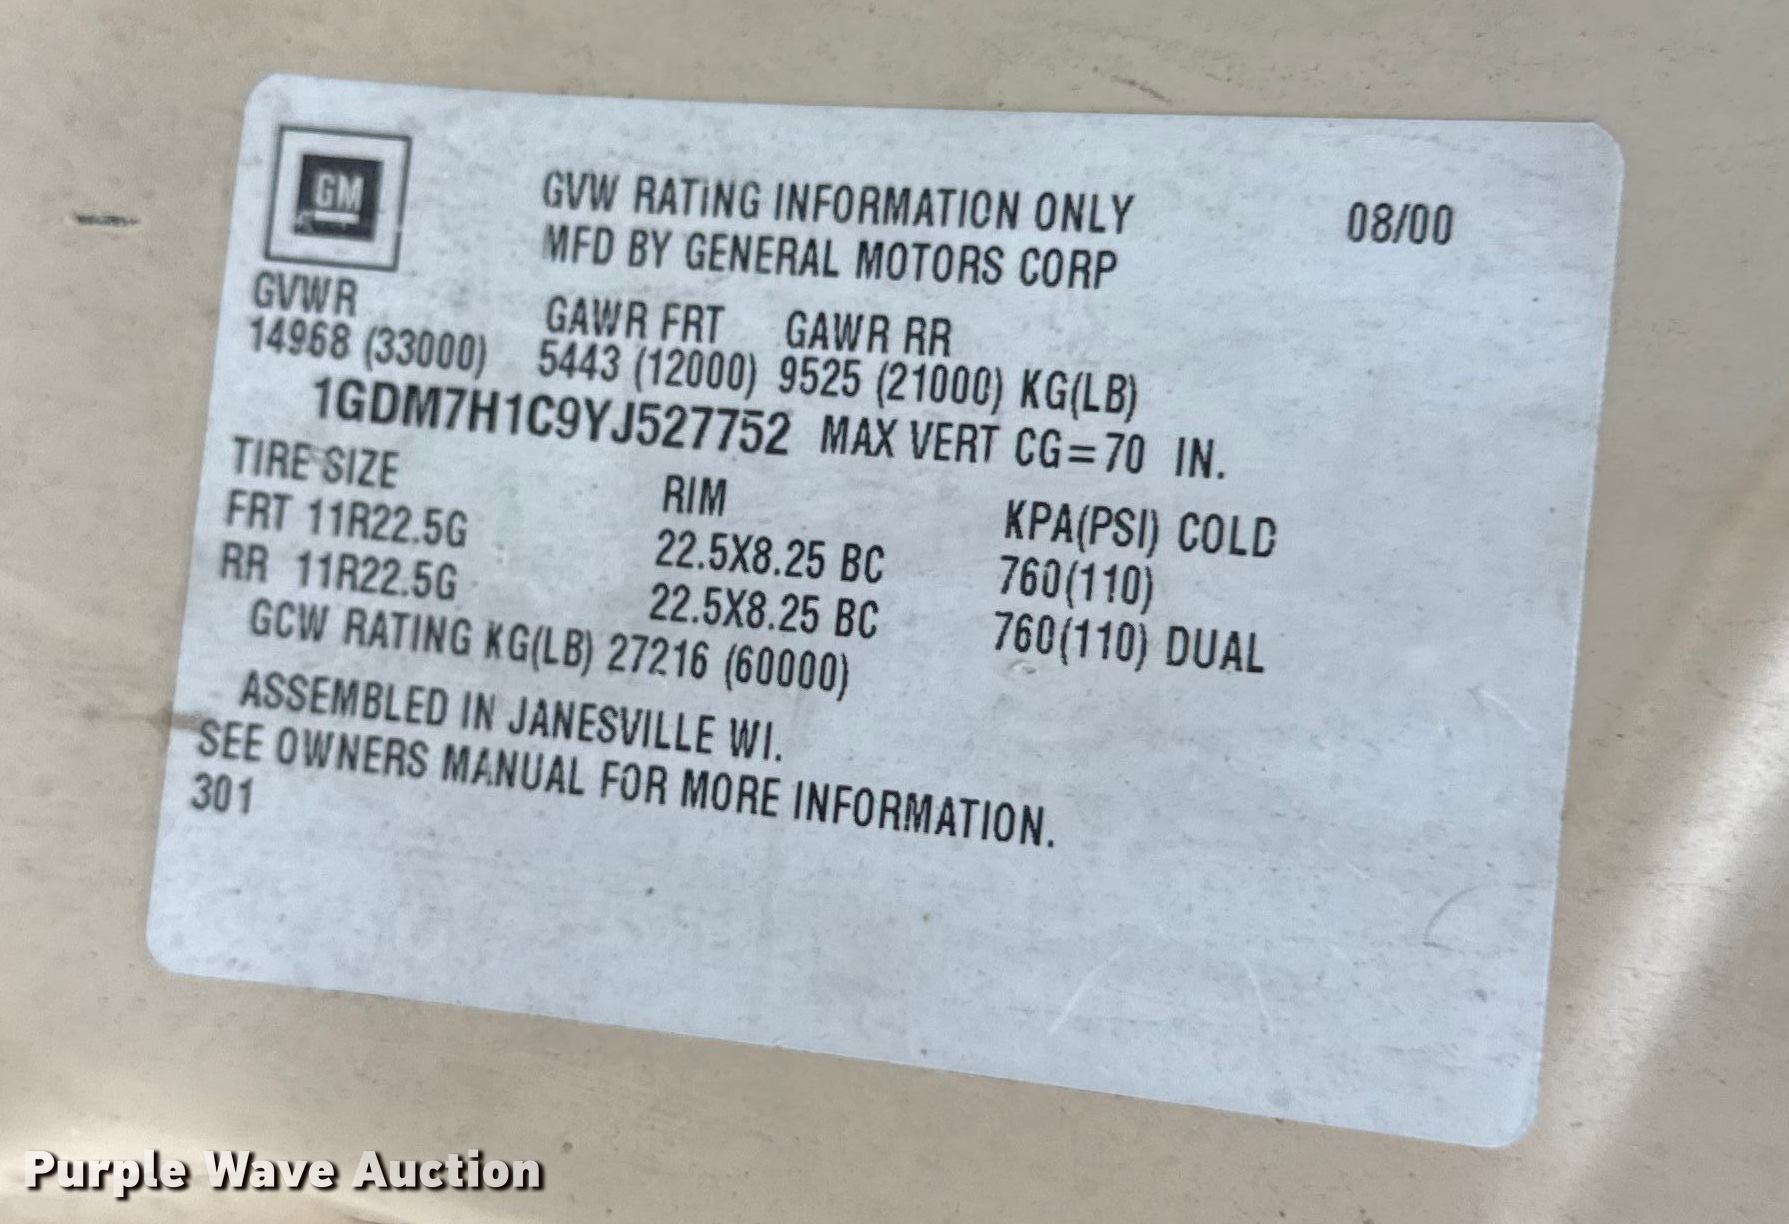 GM
GVW RATING INFORMATION ONLY 08/00
MFD BY GENERAL MOTORS CORP
GVWR GAWR FRT GAWR RR
14968 (33000) 5443 (12000) 9525 (21000) KG(LB)
1GDM7H1C9YJ527752 MAX VERT CG=70 IN.
TIRE SIZE RIM KPA(PSI) COLD
FRT 11R22.5G 22.5X8.25 BC 760(110)
RR 11R22.5G 22.5X8.25 BC 760(110) DUAL
GCW RATING KG(LB) 27216 (60000)
ASSEMBLED IN JANESVILLE WI.
SEE OWNERS MANUAL FOR MORE INFORMATION.
301
Purple Wave Auction